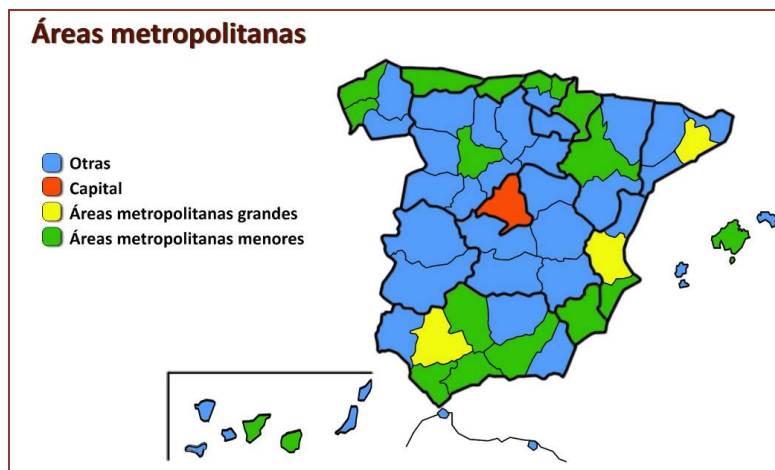 Áreas metropolitanas
Otras
Capital
Áreas metropolitanas grandes
Áreas metropolitanas menores